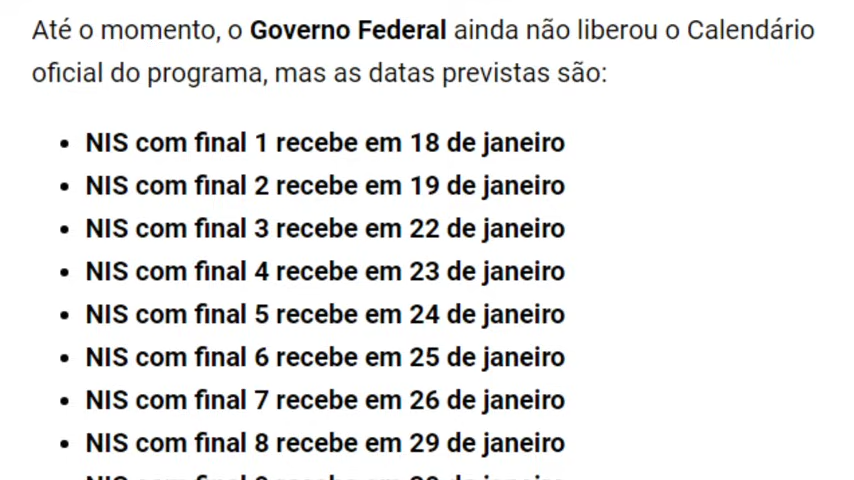 Até o momento, o Governo Federal ainda não liberou o Calendário
oficial do programa, mas as datas previstas são:
• NIS com final 1 recebe em 18 de janeiro
• NIS com final 2 recebe em 19 de janeiro
• NIS com final 3 recebe em 22 de janeiro
• NIS com final 4 recebe em 23 de janeiro
• NIS com final 5 recebe em 24 de janeiro
• NIS com final 6 recebe em 25 de janeiro
• NIS com final 7 recebe em 26 de janeiro
• NIS com final 8 recebe em 29 de janeiro